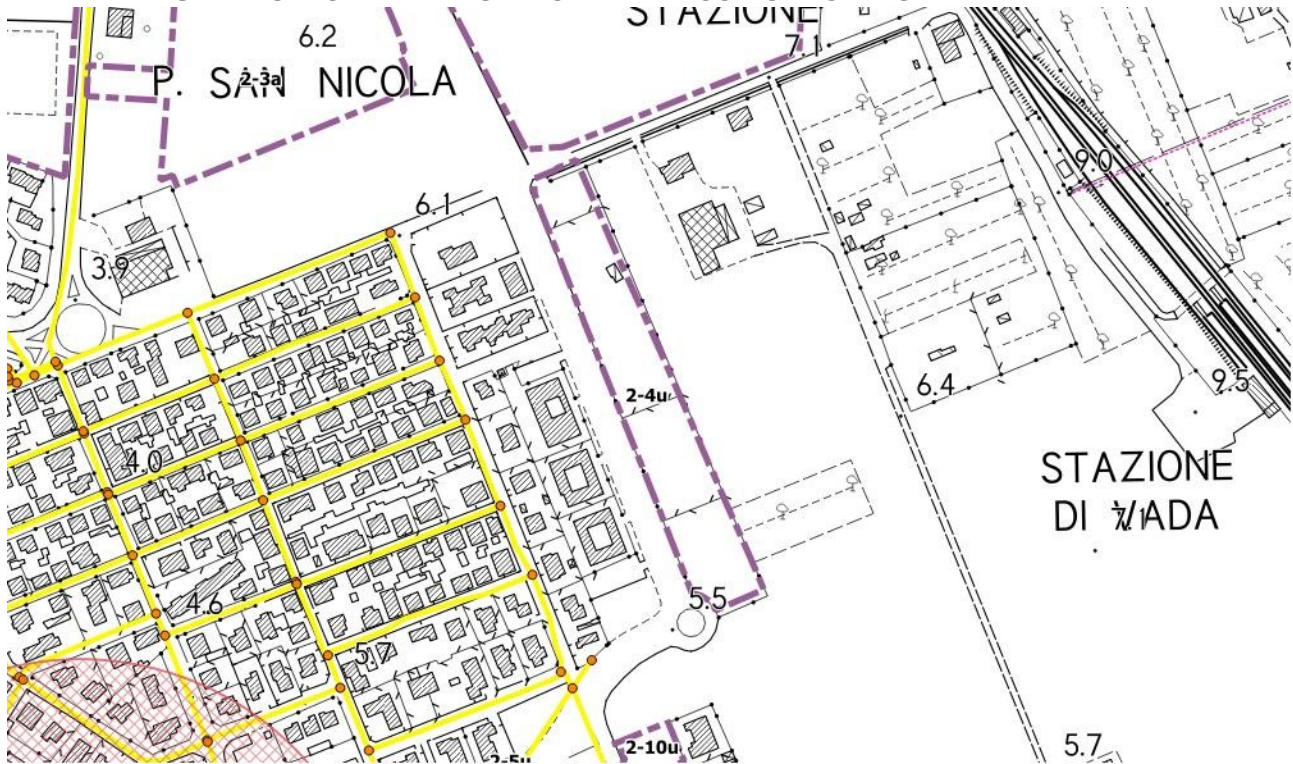 STAZIONE
6.2
7.1
P. SAN NICOLA
2-3a
9.0
6.1
3.9
2-4u
6.4
9.5
4.0
STAZIONE
DI VADA
7.1
4.6
5.5
5.7
2-10u
2-5u
5.7